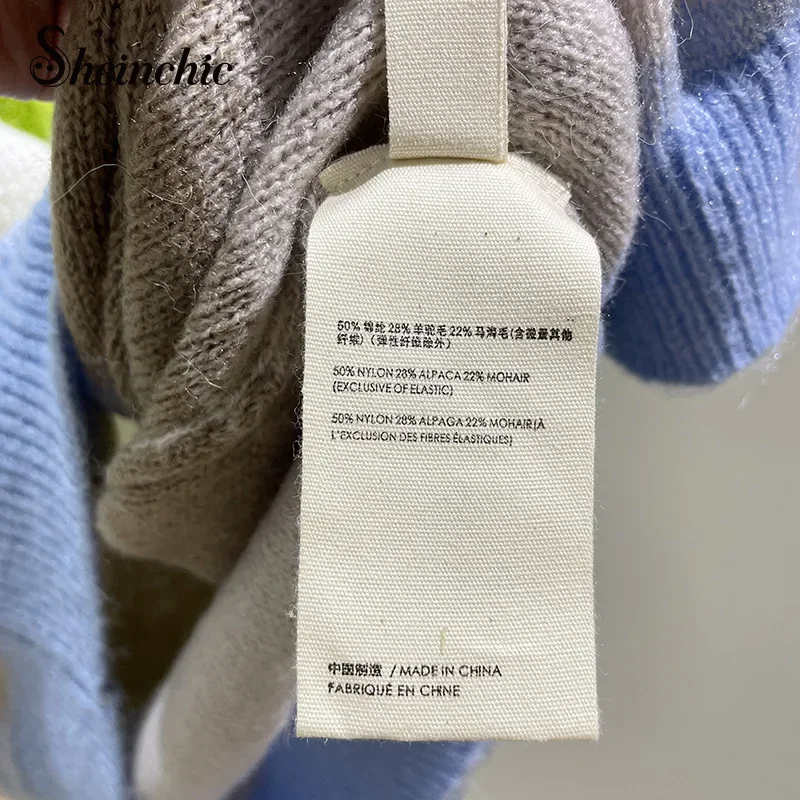 Sheinchic
50% 锦纶 28% 羊驼毛 22% 马海毛(含微量其他
纤维) (弹性纤维除外)
50% NYLON 28% ALPACA 22% MOHAIR
(EXCLUSIVE OF ELASTIC)
50% NYLON 28% ALPAGA 22% MOHAIR(À
L'EXCLUSION DES FIBRES ÉLASTIQUES)
中國制造 / MADE IN CHINA
FABRIQUÉ EN CHINE